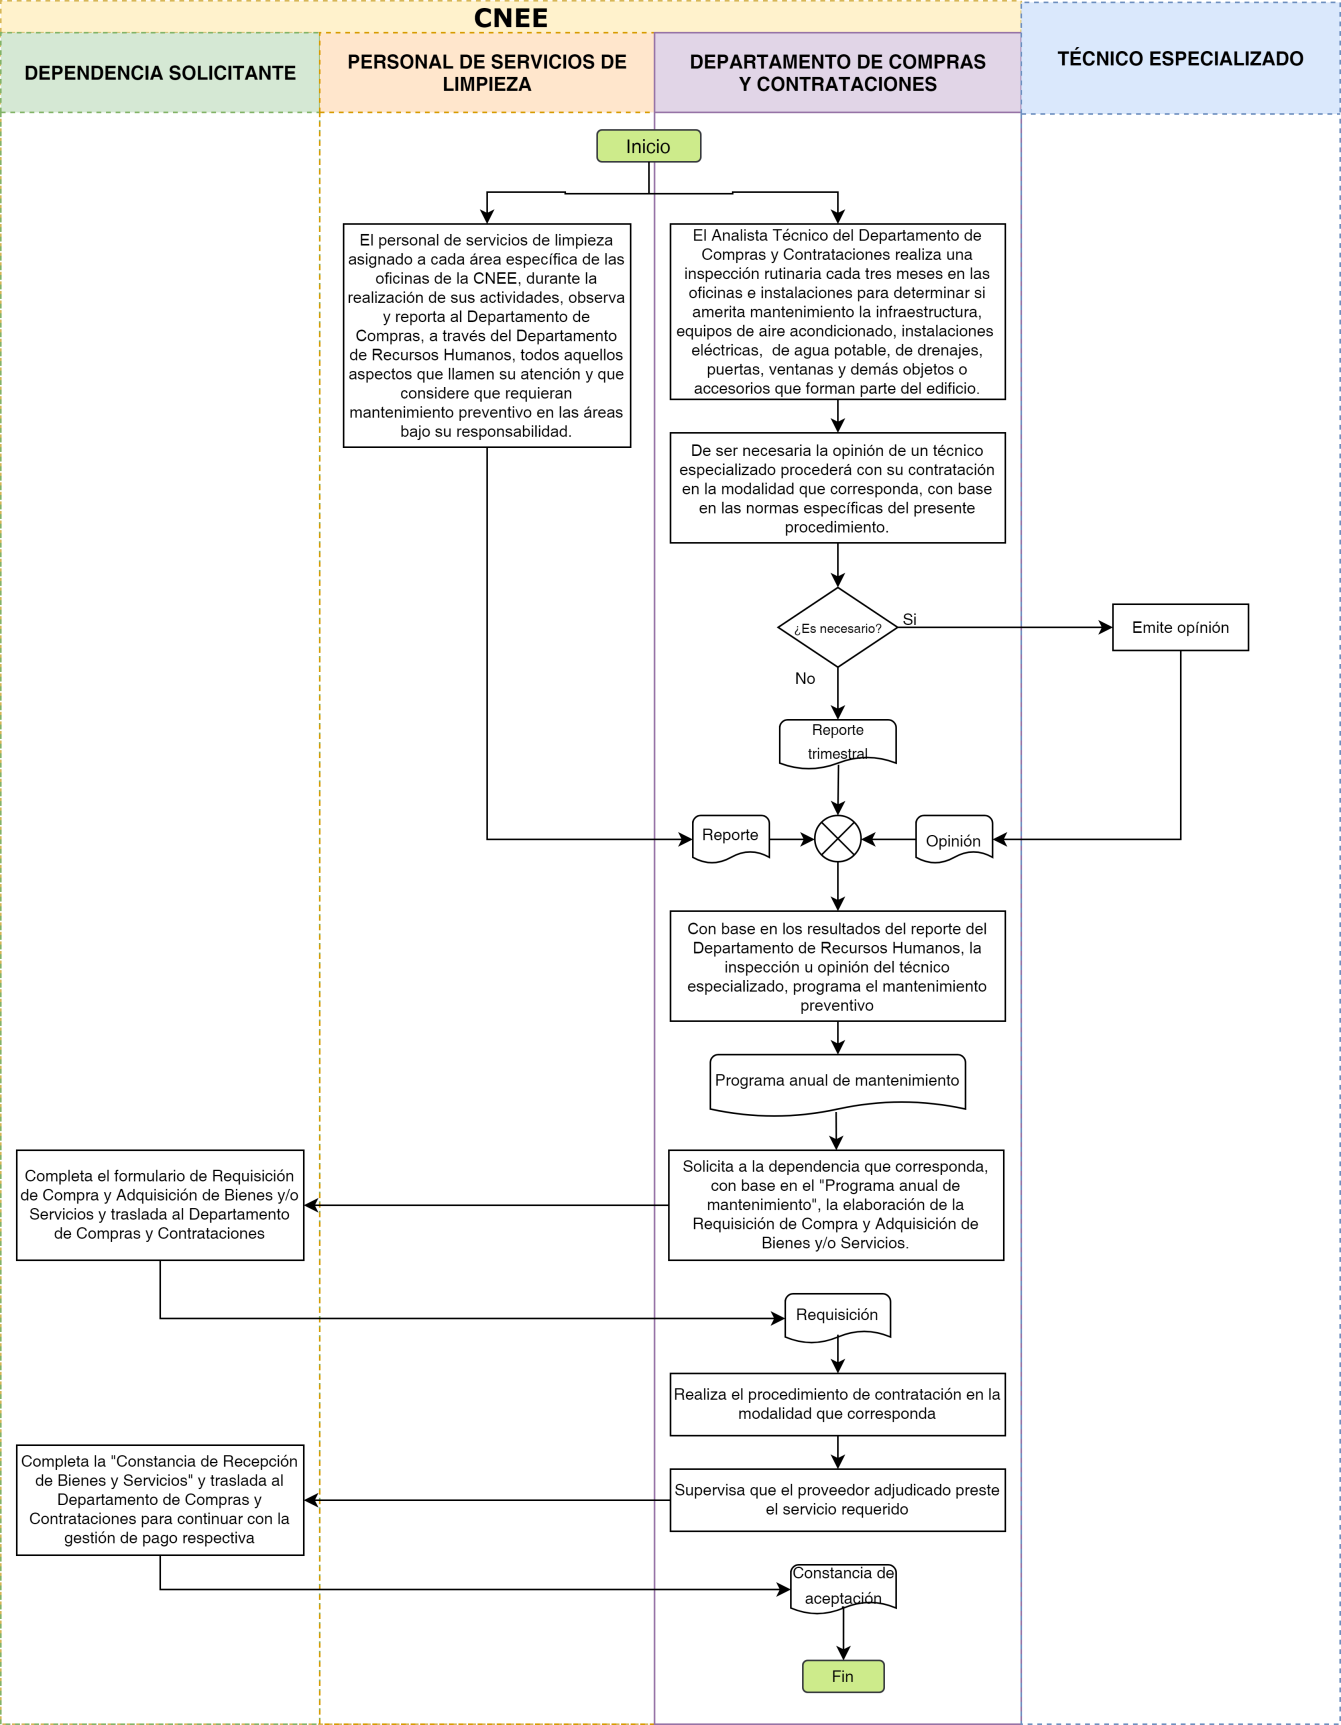 CNEE
DEPENDENCIA SOLICITANTE
PERSONAL DE SERVICIOS DE
LIMPIEZA
DEPARTAMENTO DE COMPRAS
Y CONTRATACIONES
TÉCNICO ESPECIALIZADO
Inicio
El personal de servicios de limpieza
asignado a cada área específica de las
oficinas de la CNEE, durante la
realización de sus actividades, observa
y reporta al Departamento de
Compras, a través del Departamento
de Recursos Humanos, todos aquellos
aspectos que llamen su atención y que
considere que requieran
mantenimiento preventivo en las áreas
bajo su responsabilidad.
El Analista Técnico del Departamento de
Compras y Contrataciones realiza una
inspección rutinaria cada tres meses en las
oficinas e instalaciones para determinar si
amerita mantenimiento la infraestructura,
equipos de aire acondicionado, instalaciones
eléctricas,  de agua potable, de drenajes,
puertas, ventanas y demás objetos o
accesorios que forman parte del edificio.
De ser necesaria la opinión de un técnico
especializado procederá con su contratación
en la modalidad que corresponda, con base
en las normas específicas del presente
procedimiento.
¿Es necesario?
Si
Emite opínión
No
Reporte
trimestral
Reporte
Opinión
Con base en los resultados del reporte del
Departamento de Recursos Humanos, la
inspección u opinión del técnico
especializado, programa el mantenimiento
preventivo
Programa anual de mantenimiento
Solicita a la dependencia que corresponda,
con base en el "Programa anual de
mantenimiento", la elaboración de la
Requisición de Compra y Adquisición de
Bienes y/o Servicios.
Completa el formulario de Requisición
de Compra y Adquisición de Bienes y/o
Servicios y traslada al Departamento
de Compras y Contrataciones
Requisición
Realiza el procedimiento de contratación en la
modalidad que corresponda
Supervisa que el proveedor adjudicado preste
el servicio requerido
Completa la "Constancia de Recepción
de Bienes y Servicios" y traslada al
Departamento de Compras y
Contrataciones para continuar con la
gestión de pago respectiva
Constancia de
aceptación
Fin